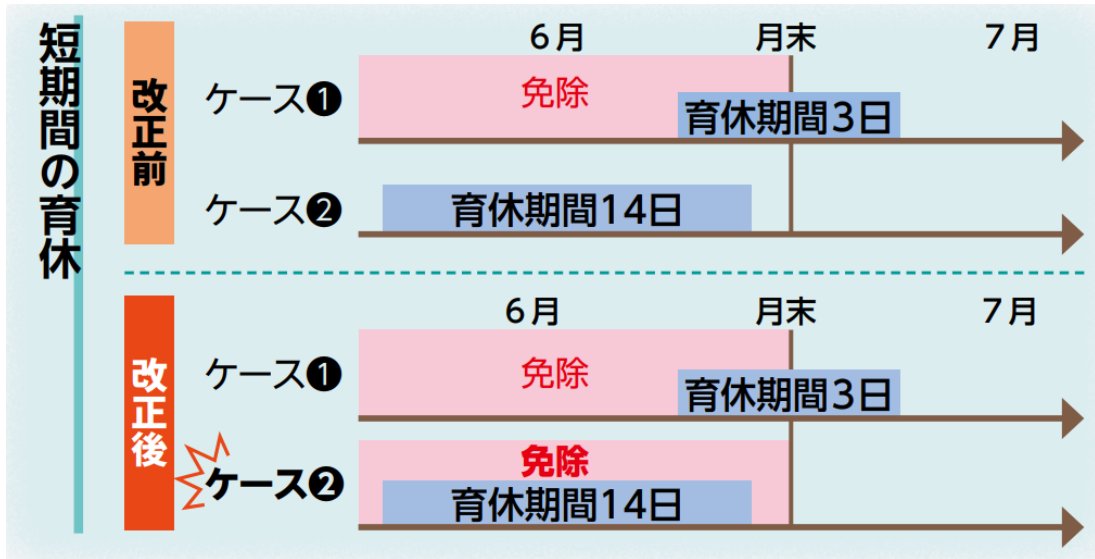 短期間の育休
改正前
6月 月末 7月
ケース❶
免除
育休期間3日
ケース❷
育休期間14日
改正後
6月 月末 7月
ケース❶
免除
育休期間3日
ケース❷
免除
育休期間14日